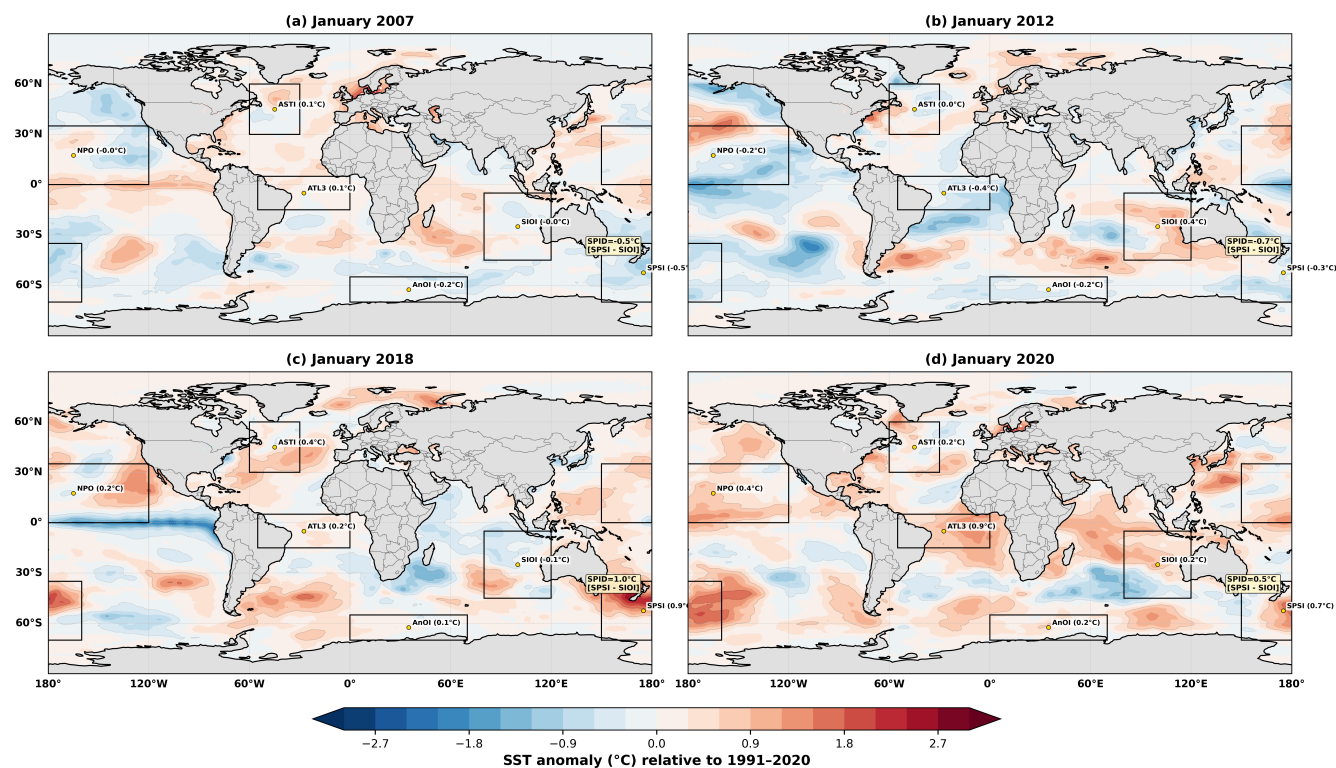 (a) January 2007
(b) January 2012
60°N
30°N
0°
30°S
60°S
ASTI (0.1°C)
NPO (-0.0°C)
ATL3 (0.1°C)
SIOI (-0.0°C)
SPID=-0.5°C
[SPSI - SIOI]
SPSI (-0.5°
AnOI (-0.2°C)
ASTI (0.0°C)
NPO (-0.2°C)
ATL3 (-0.4°C)
SIOI (0.4°C)
SPID=-0.7°C
[SPSI - SIOI]
SPSI (-0.3°C)
AnOI (-0.2°C)
(c) January 2018
(d) January 2020
60°N
30°N
0°
30°S
60°S
ASTI (0.4°C)
NPO (0.2°C)
ATL3 (0.2°C)
SIOI (-0.1°C)
SPID=1.0°C
[SPSI - SIOI]
SPSI (0.9°
AnOI (0.1°C)
ASTI (0.2°C)
NPO (0.4°C)
ATL3 (0.9°C)
SIOI (0.2°C)
SPID=0.5°C
[SPSI - SIOI]
SPSI (0.7°C)
AnOI (0.2°C)
180° 120°W 60°W 0° 60°E 120°E 180°
180° 120°W 60°W 0° 60°E 120°E 180°
−2.7 −1.8 −0.9 0.0 0.9 1.8 2.7
SST anomaly (°C) relative to 1991–2020